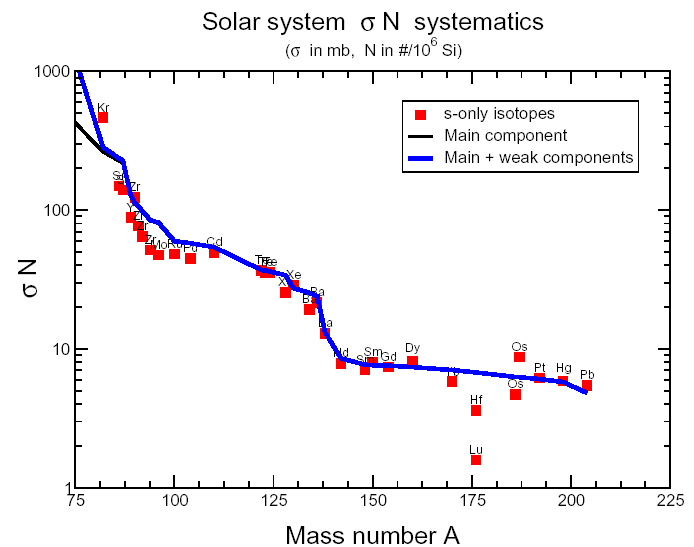 Solar system σ N systematics
(σ in mb, N in #/10⁶ Si)
1000
100
10
1
σ N
s-only isotopes
Main component
Main + weak components
Kr
Zr
Mo
Ru
Pd
Cd
Te
Xe
Ba
Nd
Sm
Gd
Dy
Hf
Lu
Os
Os
Pt
Hg
Pb
75
100
125
150
175
200
225
Mass number A